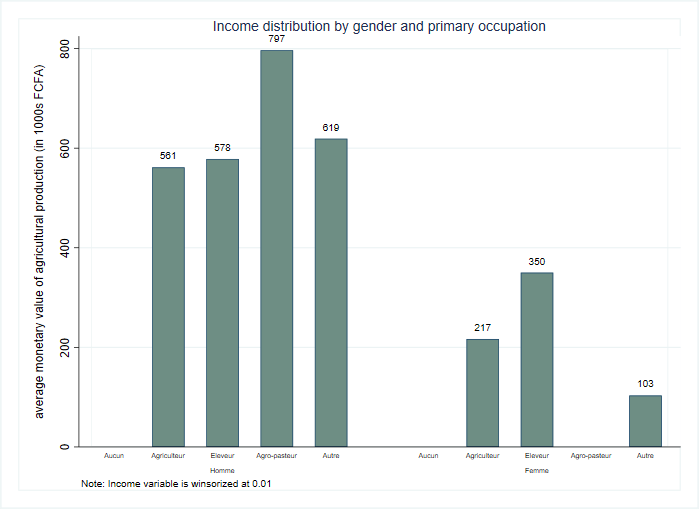 Income distribution by gender and primary occupation
average monetary value of agricultural production (in 1000s FCFA)
800
600
400
200
0
561
578
797
619
217
350
103
Aucun Agriculteur Eleveur Agro-pasteur Autre Aucun Agriculteur Eleveur Agro-pasteur Autre
Homme Femme
Note: Income variable is winsorized at 0.01